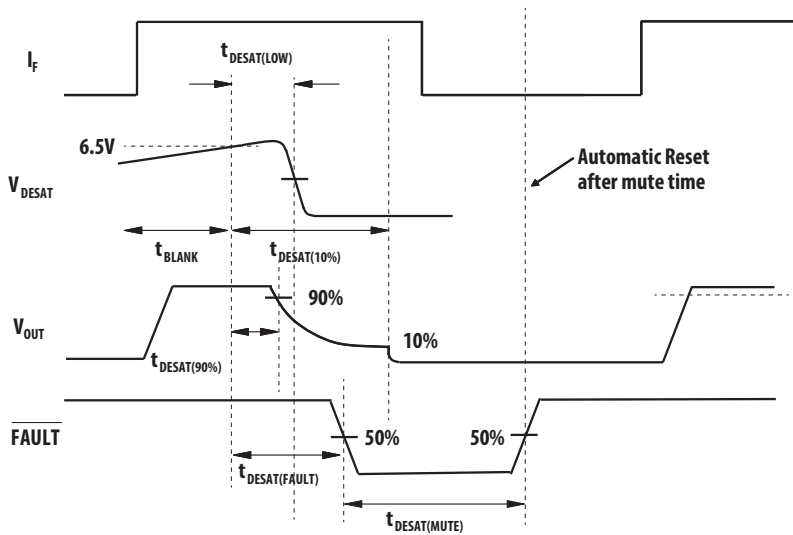 I_F
t_DESAT(LOW)
6.5V
Automatic Reset
after mute time
V_DESAT
t_BLANK
t_DESAT(10%)
90%
V_OUT
10%
t_DESAT(90%)
FAULT
50%
50%
t_DESAT(FAULT)
t_DESAT(MUTE)